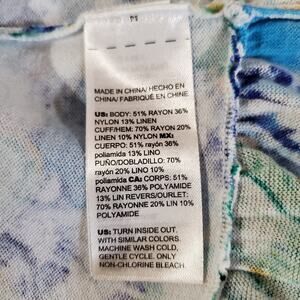 M
MADE IN CHINA/ HECHO EN
CHINA/ FABRIQUÉ EN CHINE
US: BODY: 51% RAYON 36%
NYLON 13% LINEN
CUFF/HEM: 70% RAYON 20%
LINEN 10% NYLON MX:
CUERPO: 51% rayón 36%
poliamida 13% LINO
PUÑO/DOBLADILLO: 70%
rayón 20% LINO 10%
poliamida CA: CORPS: 51%
RAYONNE 36% POLYAMIDE
13% LIN REVERS/OURLET:
70% RAYONNE 20% LIN 10%
POLYAMIDE
US: TURN INSIDE OUT.
WITH SIMILAR COLORS.
MACHINE WASH COLD,
GENTLE CYCLE. ONLY
NON-CHLORINE BLEACH.